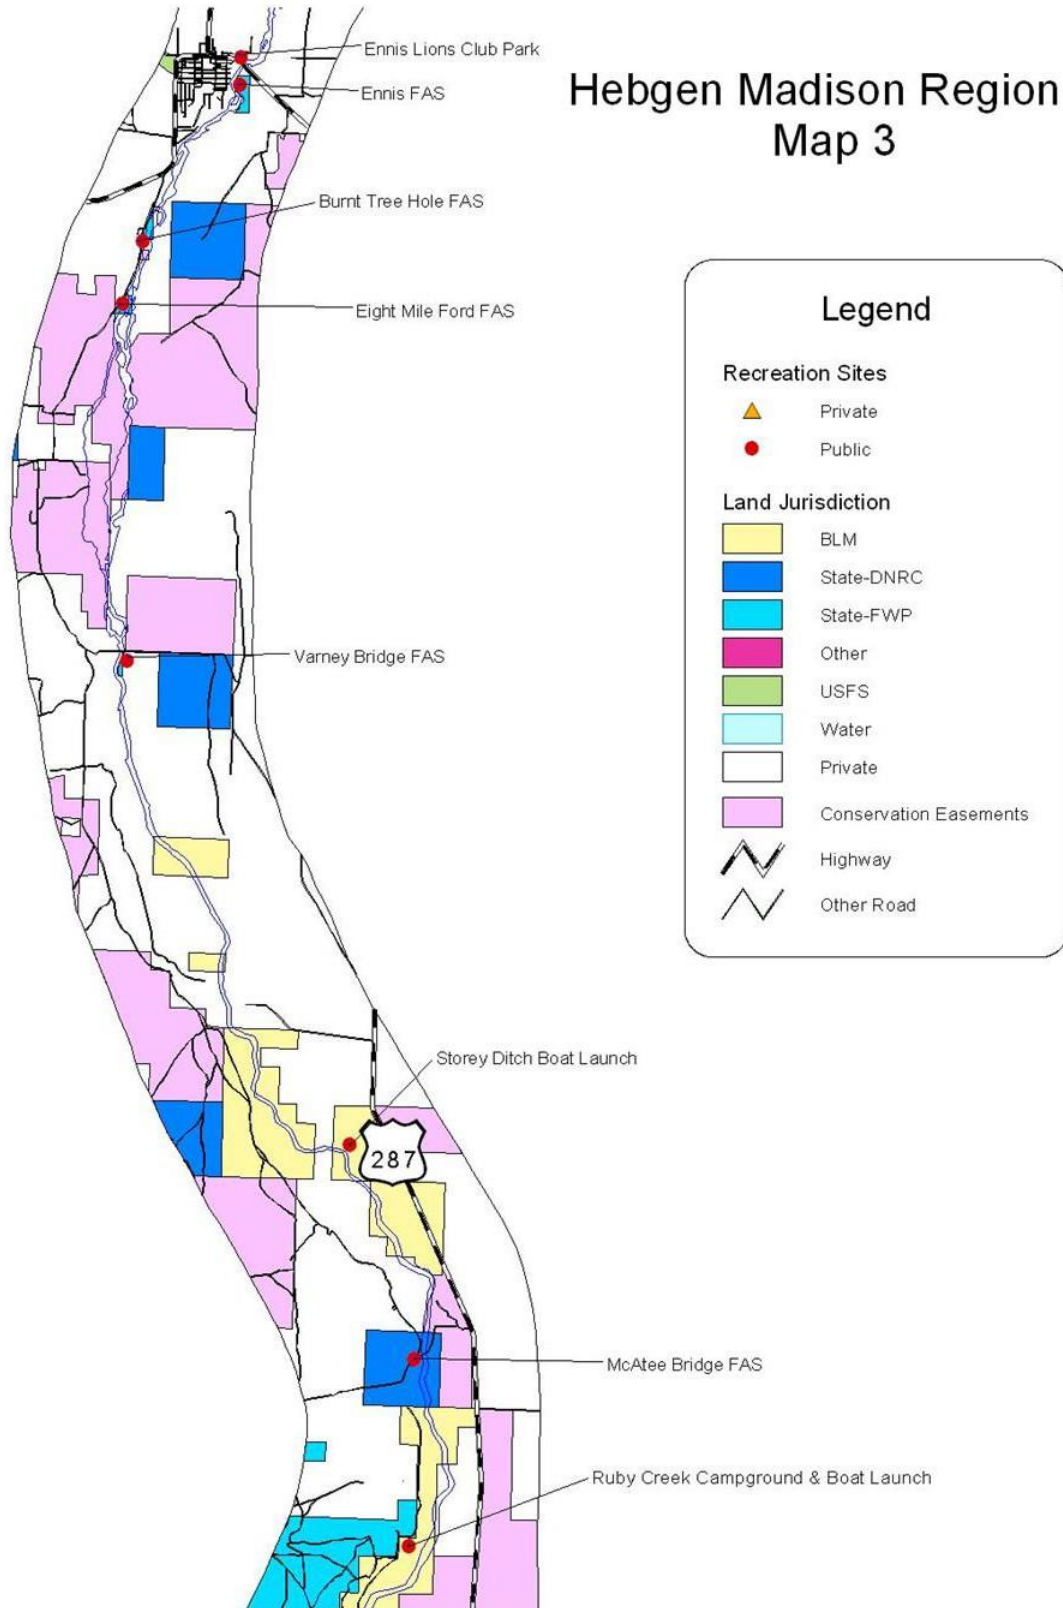 Hebgen Madison Region
Map 3
Ennis Lions Club Park
Ennis FAS
Burnt Tree Hole FAS
Eight Mile Ford FAS
Varney Bridge FAS
Storey Ditch Boat Launch
287
McAtee Bridge FAS
Ruby Creek Campground & Boat Launch
Legend
Recreation Sites
Private
Public
Land Jurisdiction
BLM
State-DNRC
State-FWP
Other
USFS
Water
Private
Conservation Easements
Highway
Other Road